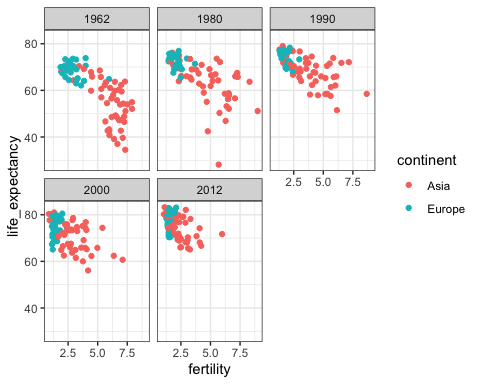 1962 1980 1990
80
60
40
2.5 5.0 7.5
2000 2012
80
60
40
2.5 5.0 7.5 2.5 5.0 7.5
life_expectancy
fertility
continent
Asia
Europe